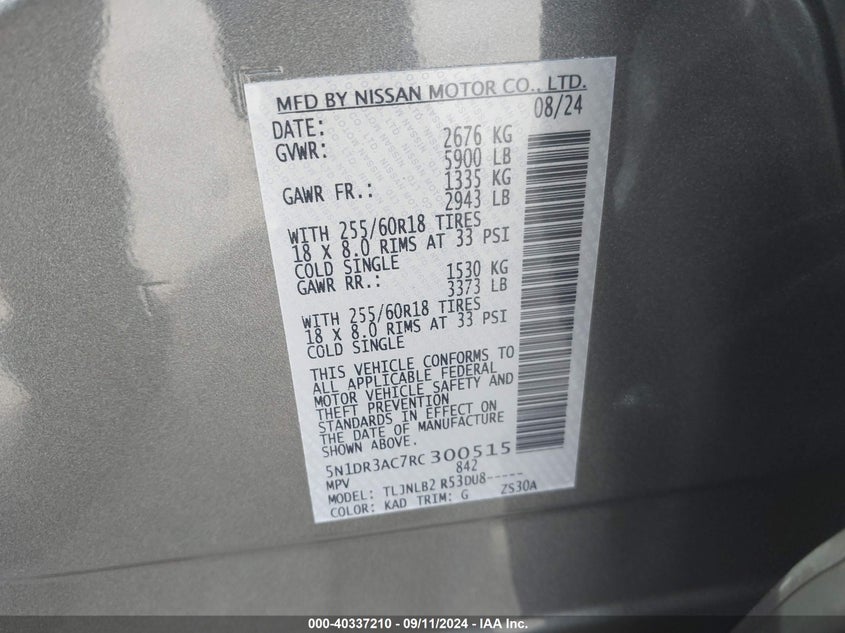 MFD BY NISSAN MOTOR CO., LTD.
DATE: 08/24
GVWR: 2676 KG
5900 LB
GAWR FR.: 1335 KG
2943 LB
WITH 255/60R18 TIRES
18 X 8.0 RIMS AT 33 PSI
COLD SINGLE
GAWR RR.: 1530 KG
3373 LB
WITH 255/60R18 TIRES
18 X 8.0 RIMS AT 33 PSI
COLD SINGLE
THIS VEHICLE CONFORMS TO
ALL APPLICABLE FEDERAL
MOTOR VEHICLE SAFETY AND
THEFT PREVENTION
STANDARDS IN EFFECT ON
THE DATE OF MANUFACTURE
SHOWN ABOVE.
5N1DR3AC7RC300515
MPV 842
MODEL: TLJNLB2 R53DU8-----
COLOR: KAD TRIM: G ZS30A
000-40337210 - 09/11/2024 - IAA Inc.